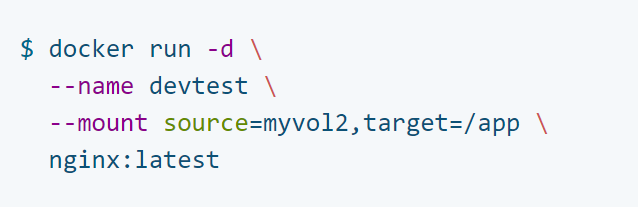 $ docker run -d \
  --name devtest \
  --mount source=myvol2,target=/app \
  nginx:latest